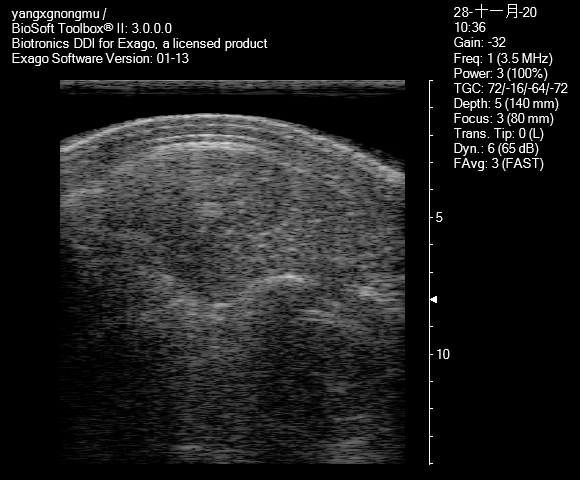 yangxgnongmu /
BioSoft Toolbox® II: 3.0.0.0
Biotronics DDI for Exago, a licensed product
Exago Software Version: 01-13
28-十一月-20
10:36
Gain: -32
Freq: 1 (3.5 MHz)
Power: 3 (100%)
TGC: 72/-16/-64/-72
Depth: 5 (140 mm)
Focus: 3 (80 mm)
Trans. Tip: 0 (L)
Dyn.: 6 (65 dB)
FAvg: 3 (FAST)
5
10